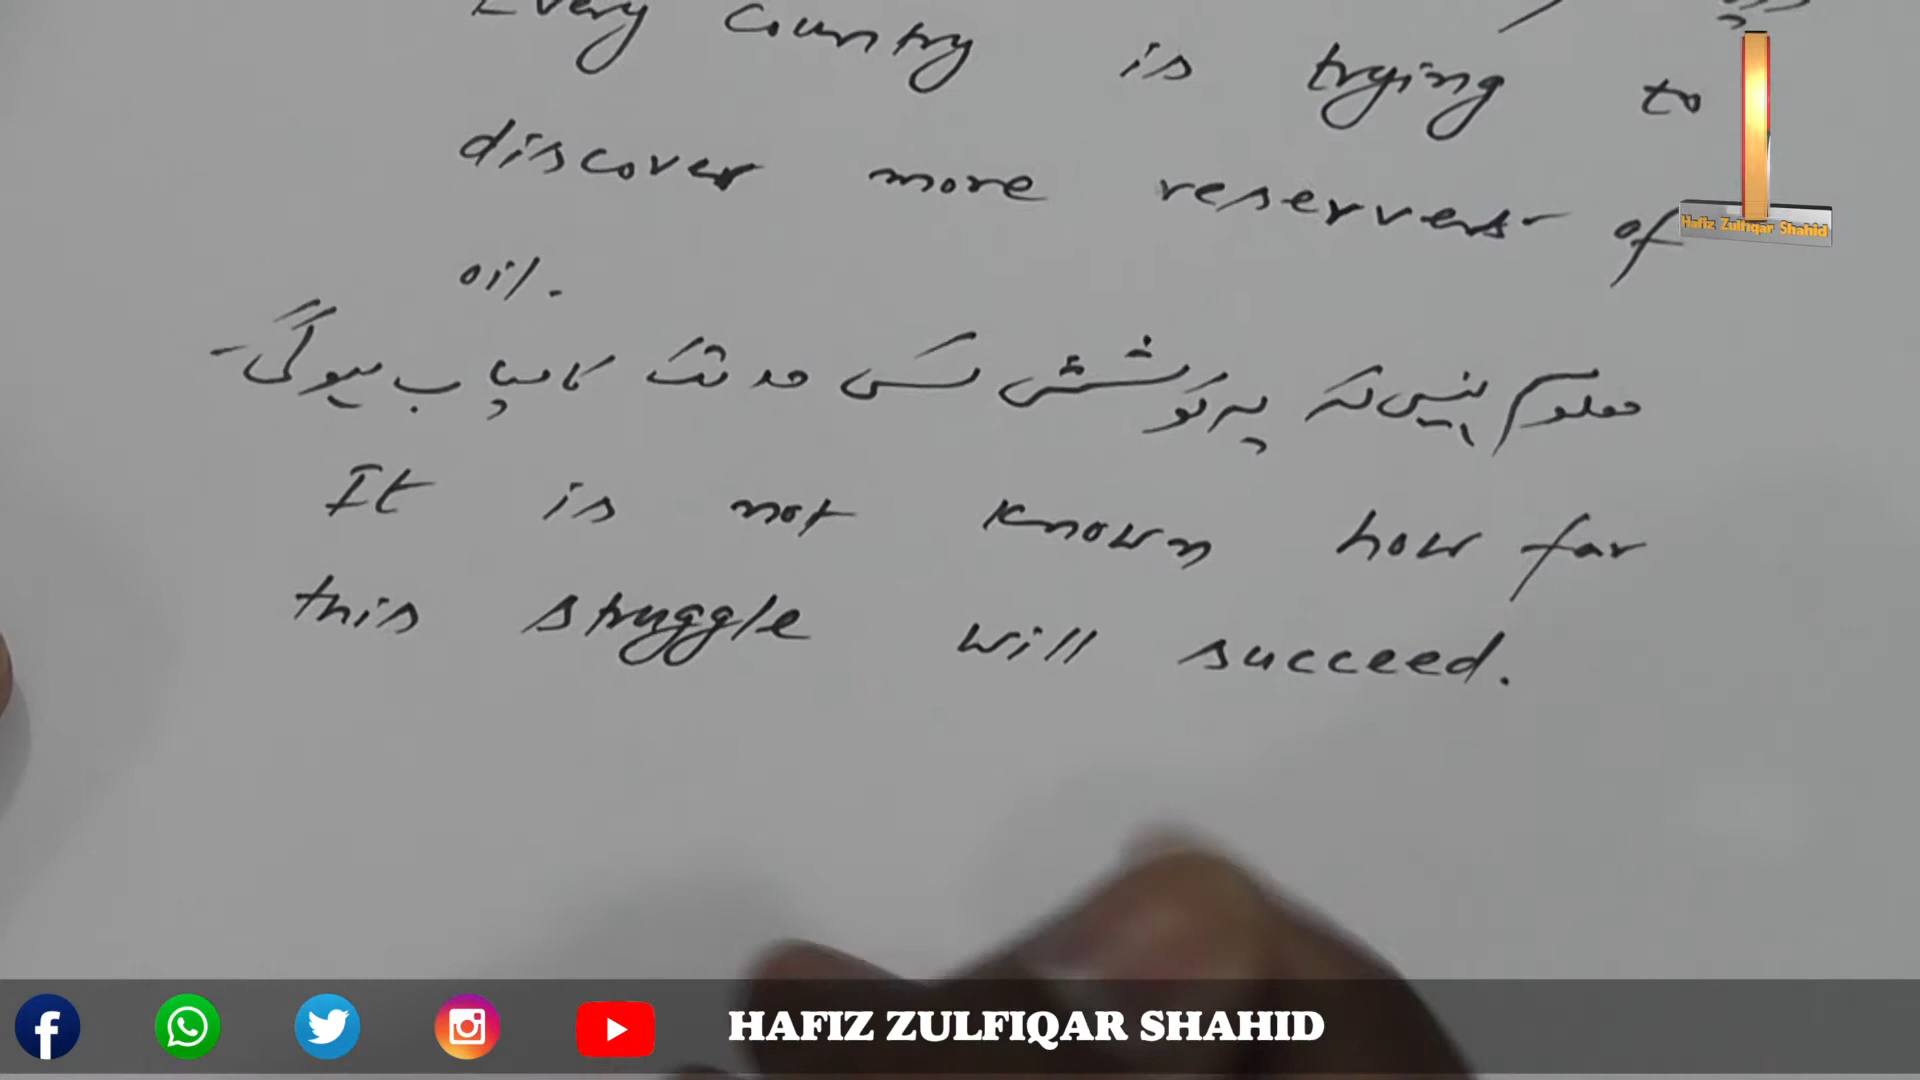 Every country is trying to
discover more reserves of
oil.
معلوم نہیں کہ یہ کوشش کس حد تک کامیاب ہوگی۔
It is not known how far
this struggle will succeed.
Hafiz Zulfiqar Shahid
HAFIZ ZULFIQAR SHAHID